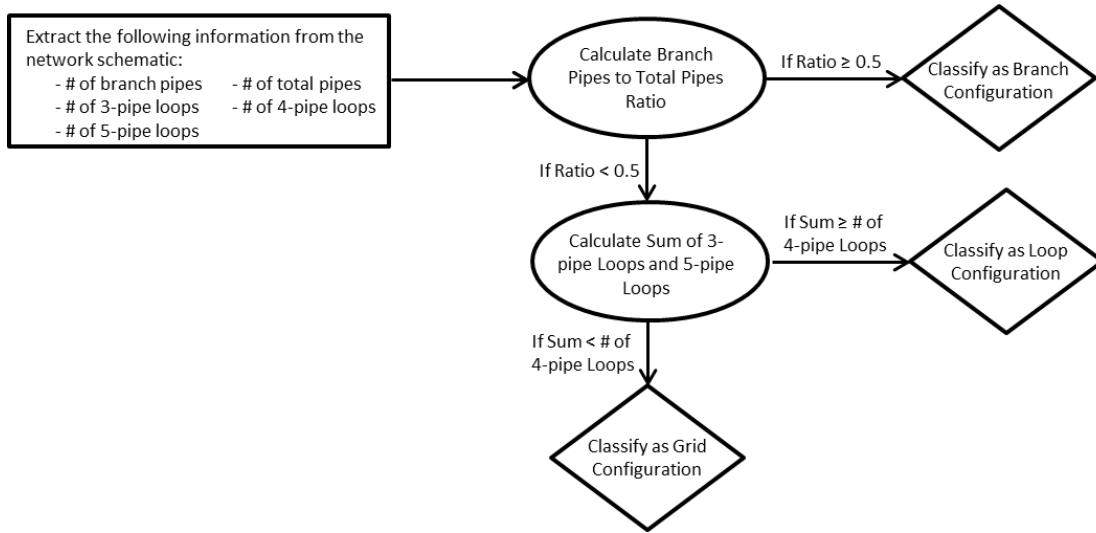 Extract the following information from the
network schematic:
- # of branch pipes - # of total pipes
- # of 3-pipe loops - # of 4-pipe loops
- # of 5-pipe loops
Calculate Branch
Pipes to Total Pipes
Ratio
If Ratio ≥ 0.5
Classify as Branch
Configuration
If Ratio < 0.5
Calculate Sum of 3-
pipe Loops and 5-pipe
Loops
If Sum ≥ # of
4-pipe Loops
Classify as Loop
Configuration
If Sum < # of
4-pipe Loops
Classify as Grid
Configuration